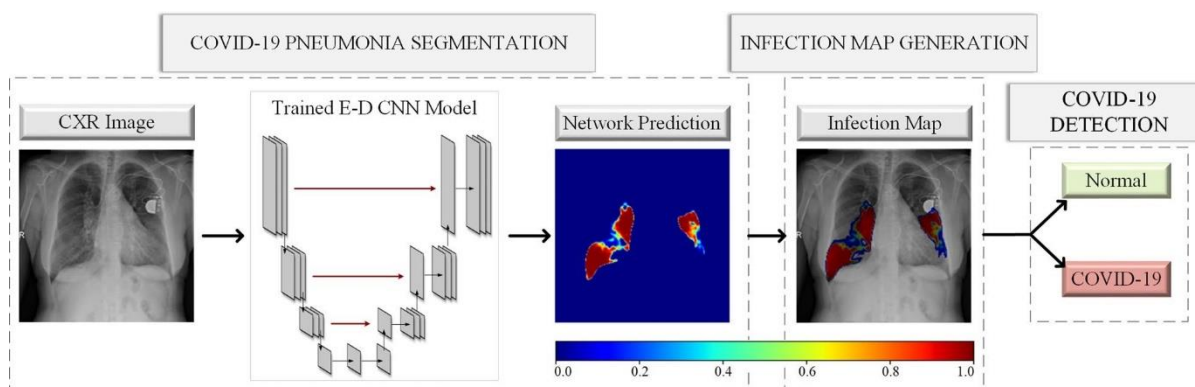 COVID-19 PNEUMONIA SEGMENTATION
INFECTION MAP GENERATION
CXR Image
Trained E-D CNN Model
Network Prediction
Infection Map
COVID-19
DETECTION
Normal
COVID-19
R
R
0.0 0.2 0.4 0.6 0.8 1.0